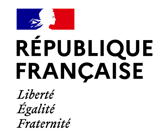 RÉPUBLIQUE
FRANÇAISE
Liberté
Égalité
Fraternité